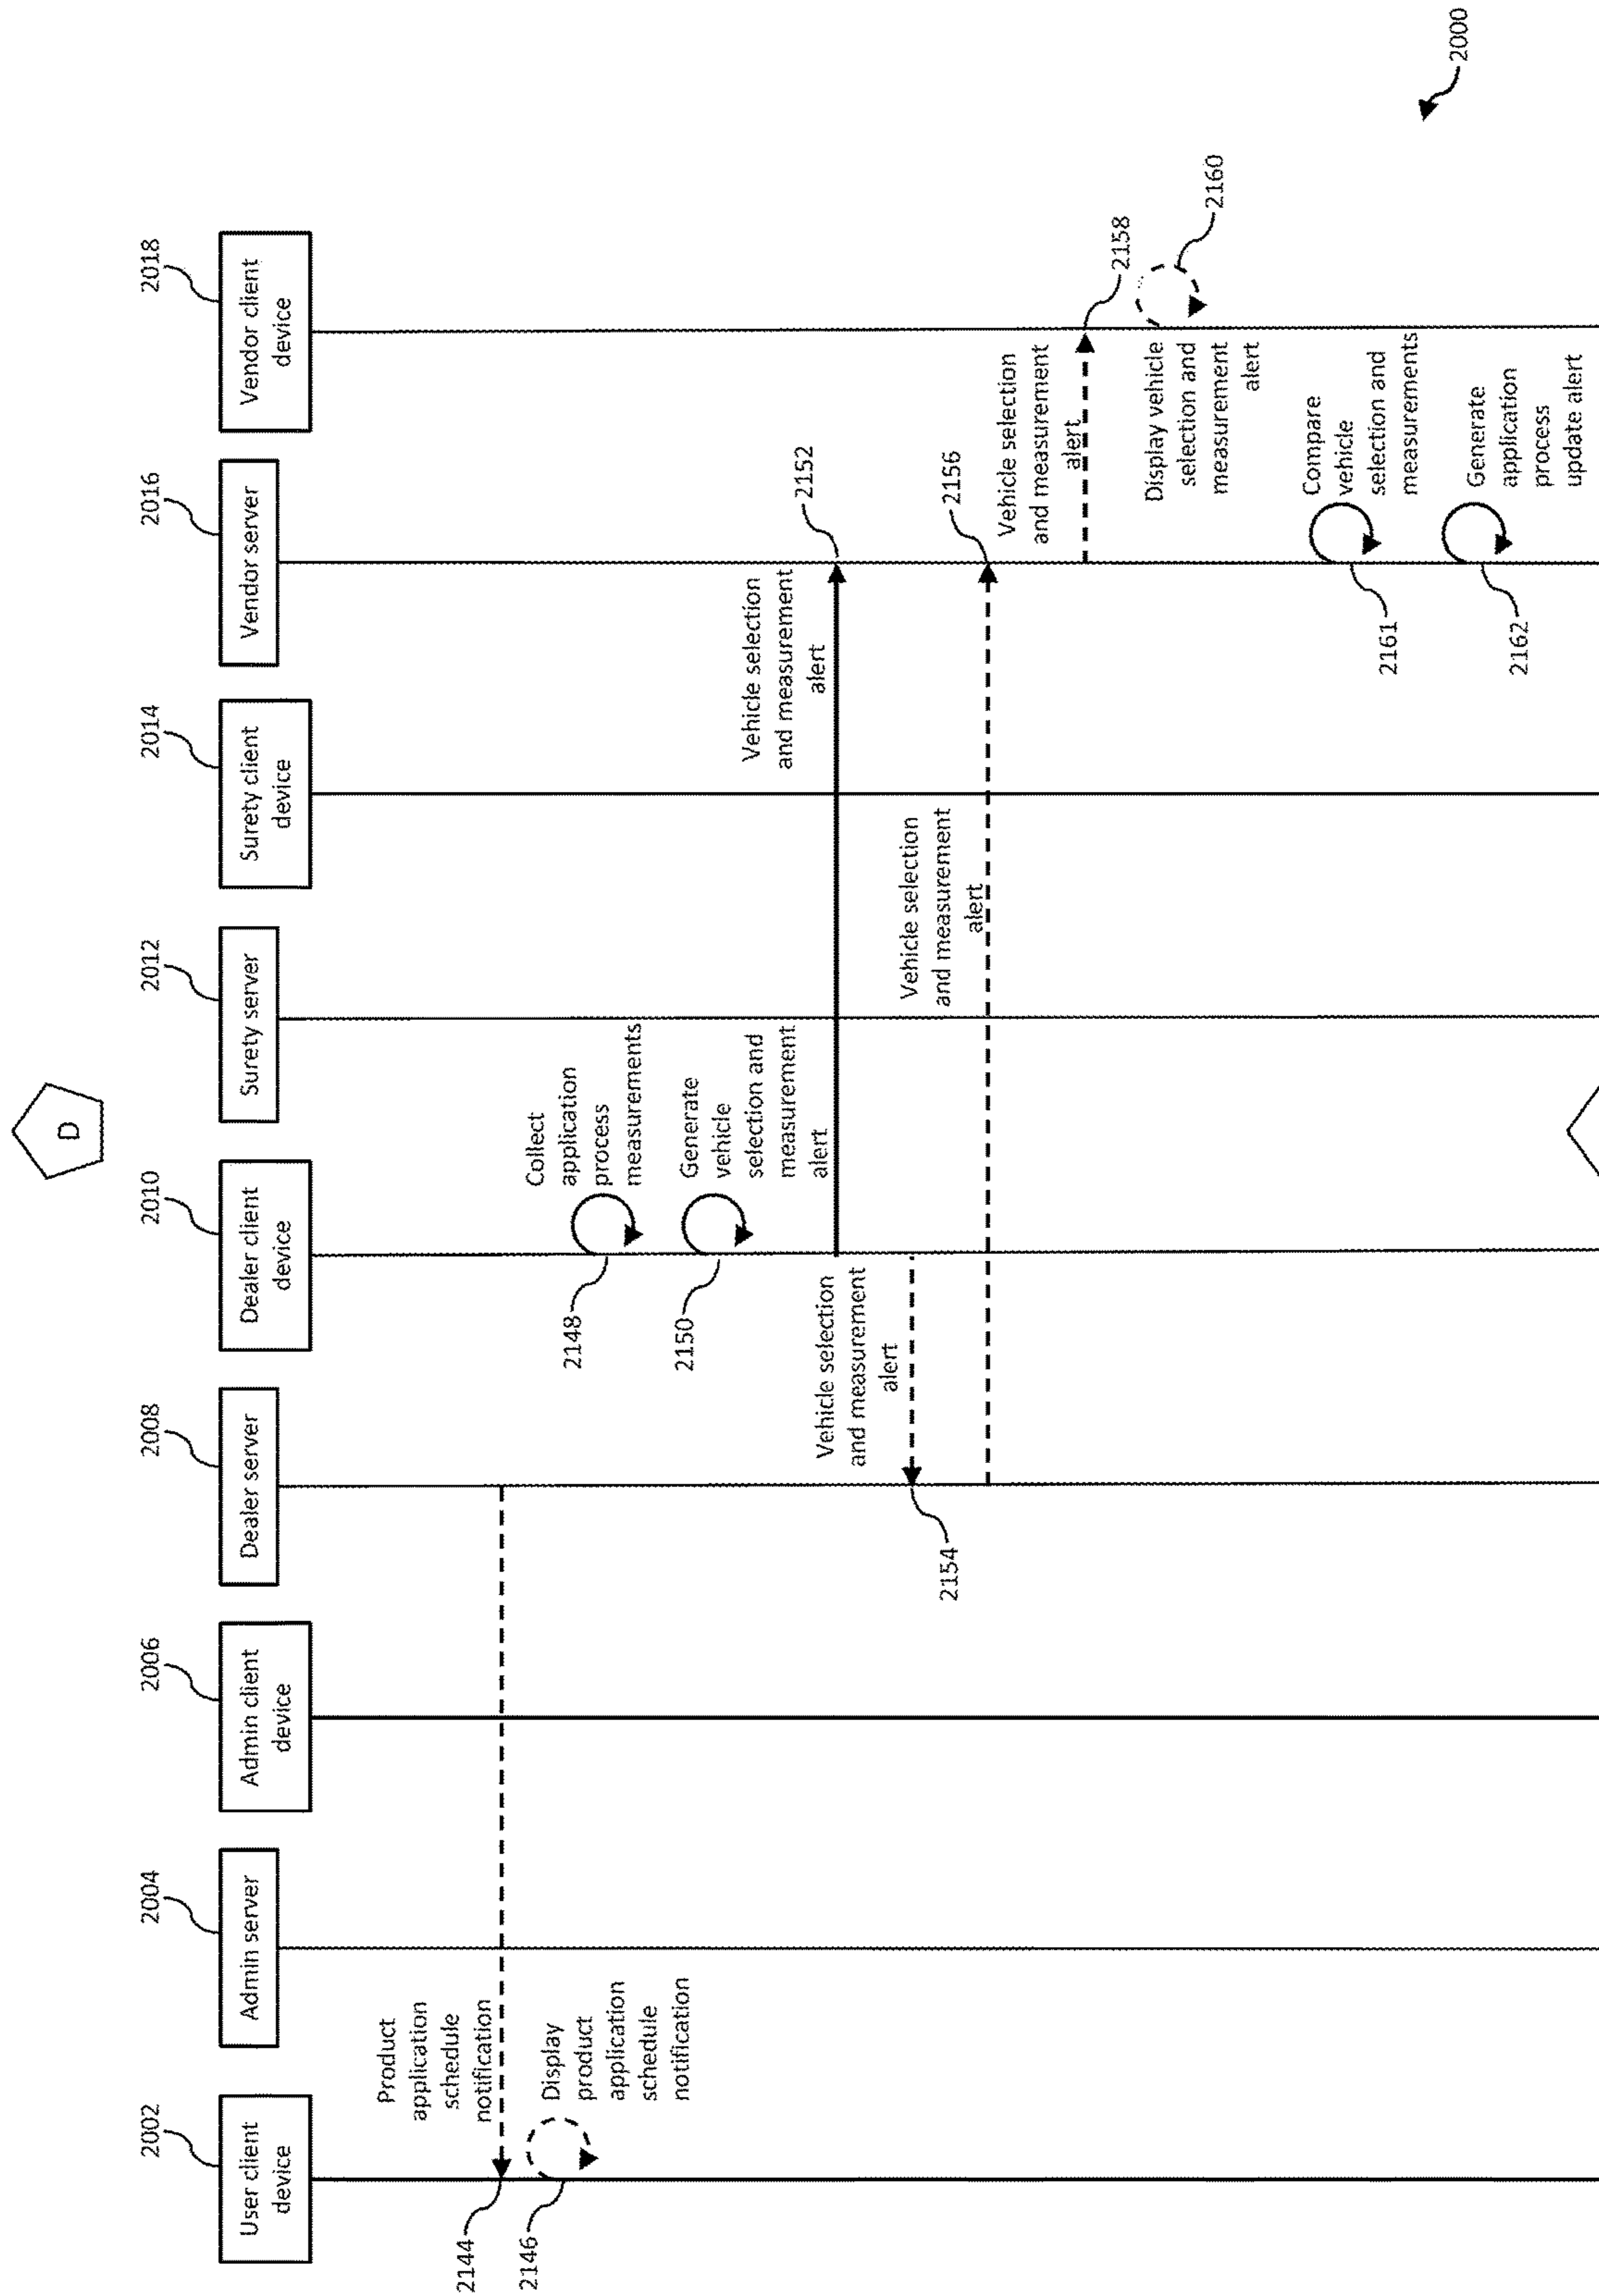 D
2002
User client
device
2004
Admin server
2006
Admin client
device
2008
Dealer server
2010
Dealer client
device
2012
Surety server
2014
Surety client
device
2016
Vendor server
2018
Vendor client
device
2144
Product
application
schedule
notification
2146
Display
product
application
schedule
notification
2148
Collect
application
process
measurements
2150
Generate
vehicle
selection and
measurement
alert
Vehicle selection
and measurement
alert
2152
Vehicle selection
and measurement
alert
2154
Vehicle selection
and measurement
alert
2156
Vehicle selection
and measurement
alert
2158
Display vehicle
selection and
measurement
alert
2160
Compare
vehicle
selection and
measurements
2161
Generate
application
process
update alert
2162
2000